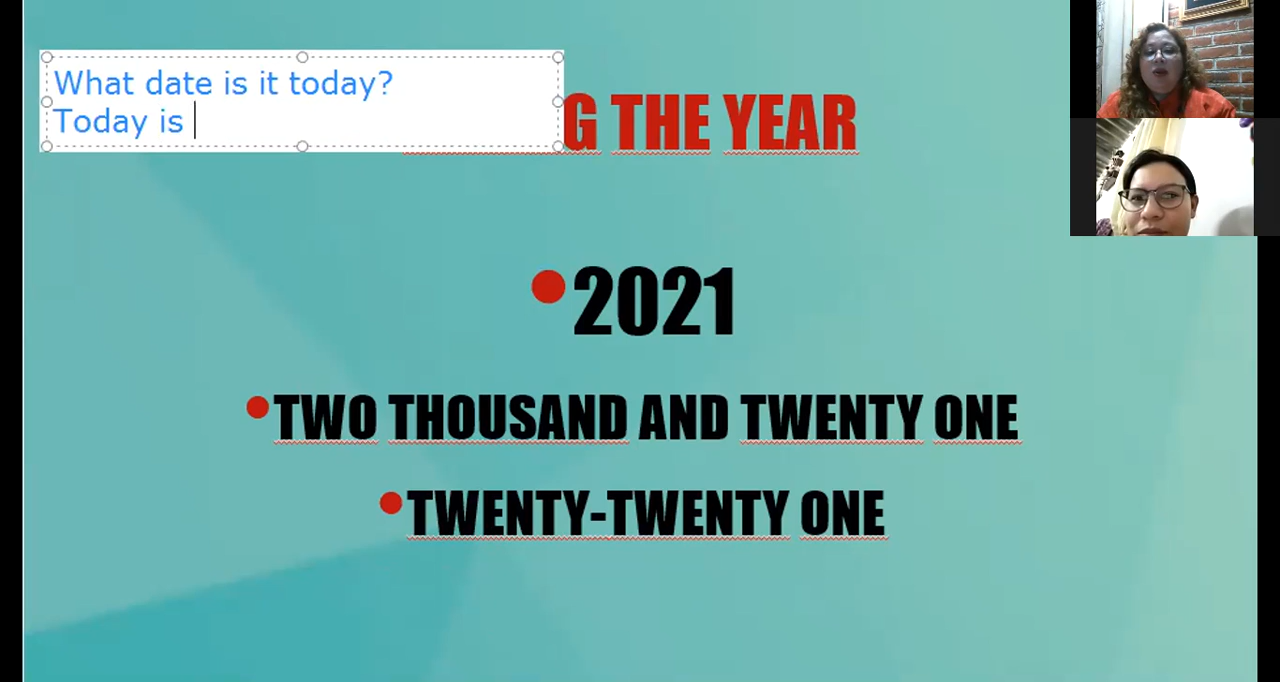 What date is it today?
Today is
G THE YEAR
2021
TWO THOUSAND AND TWENTY ONE
TWENTY-TWENTY ONE